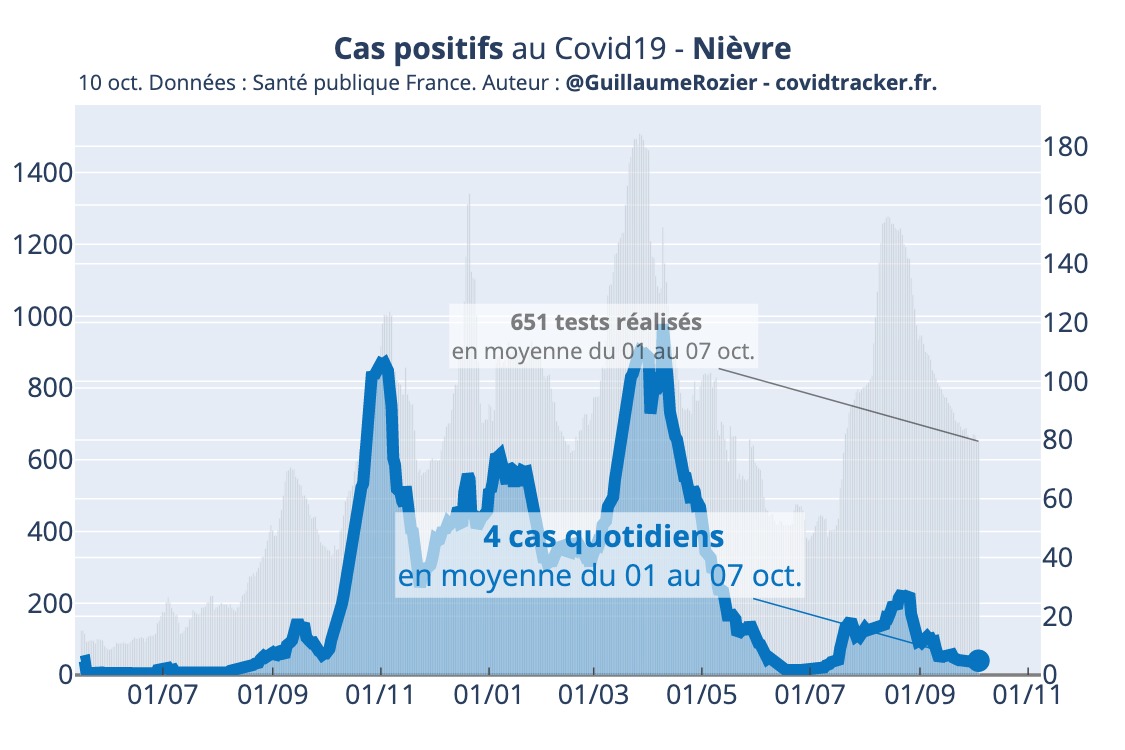 Cas positifs au Covid19 - Nièvre
10 oct. Données : Santé publique France. Auteur : @GuillaumeRozier - covidtracker.fr.
1400
1200
1000
800
600
400
200
0
180
160
140
120
100
80
60
40
20
0
651 tests réalisés
en moyenne du 01 au 07 oct.
4 cas quotidiens
en moyenne du 01 au 07 oct.
01/07 01/09 01/11 01/01 01/03 01/05 01/07 01/09 01/11